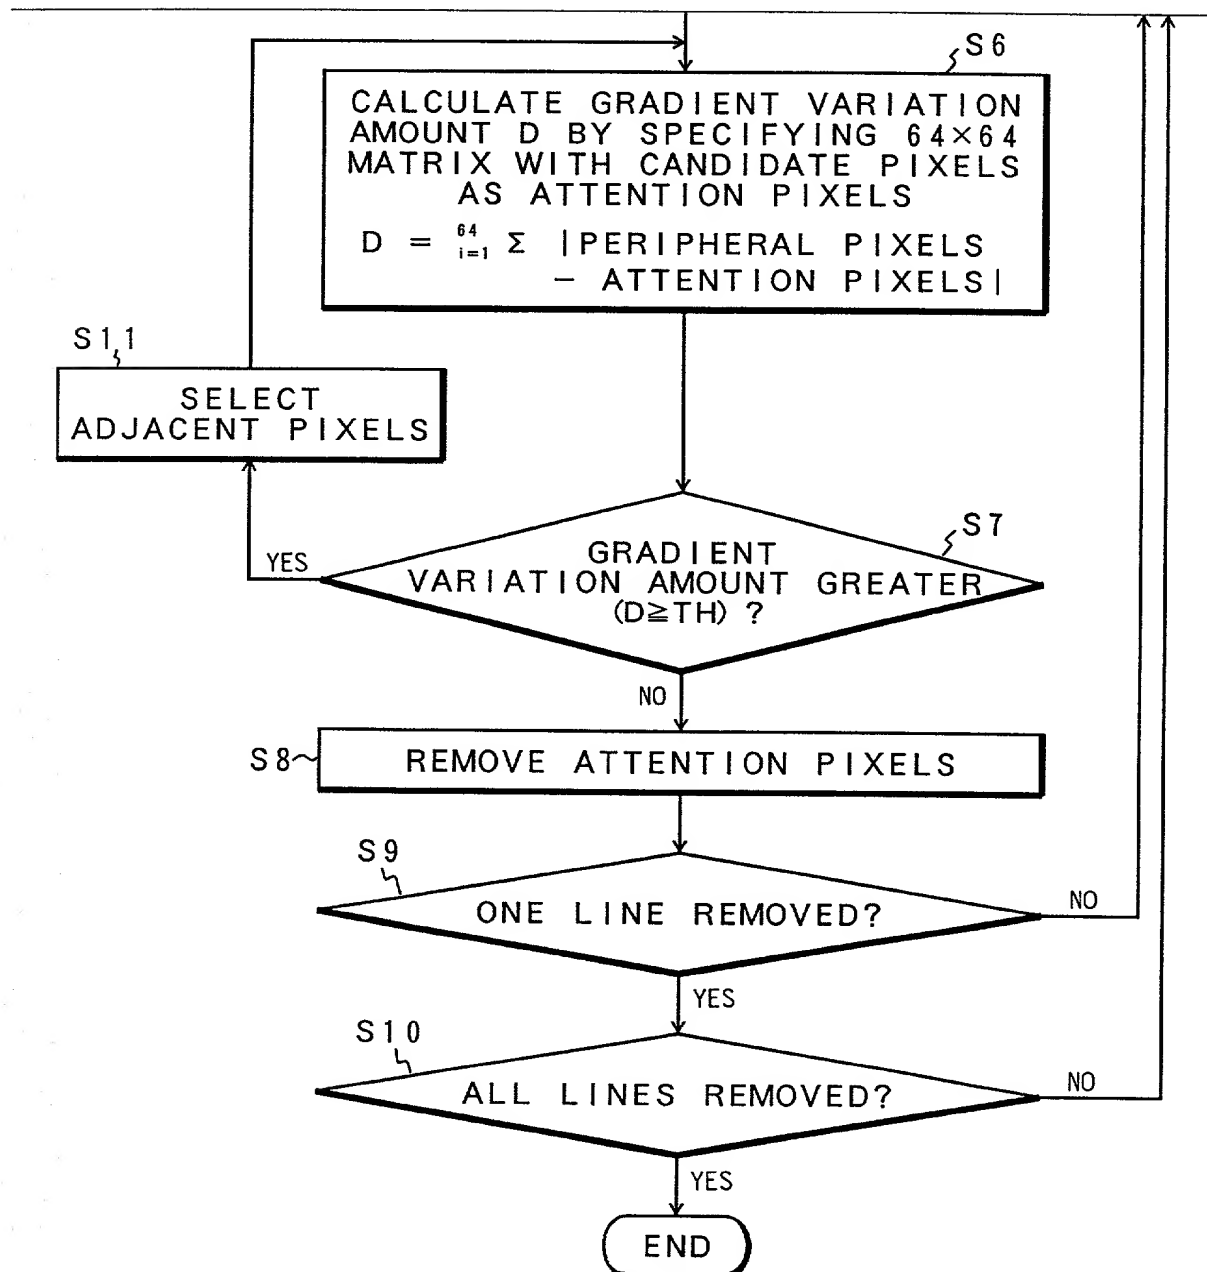 S6
CALCULATE GRADIENT VARIATION
AMOUNT D BY SPECIFYING 64×64
MATRIX WITH CANDIDATE PIXELS
AS ATTENTION PIXELS
D = 64 i=1 Σ |PERIPHERAL PIXELS
− ATTENTION PIXELS|
S11
SELECT
ADJACENT PIXELS
S7
YES
GRADIENT
VARIATION AMOUNT GREATER
(D≧TH) ?
NO
S8
REMOVE ATTENTION PIXELS
S9
ONE LINE REMOVED?
NO
YES
S10
ALL LINES REMOVED?
NO
YES
END